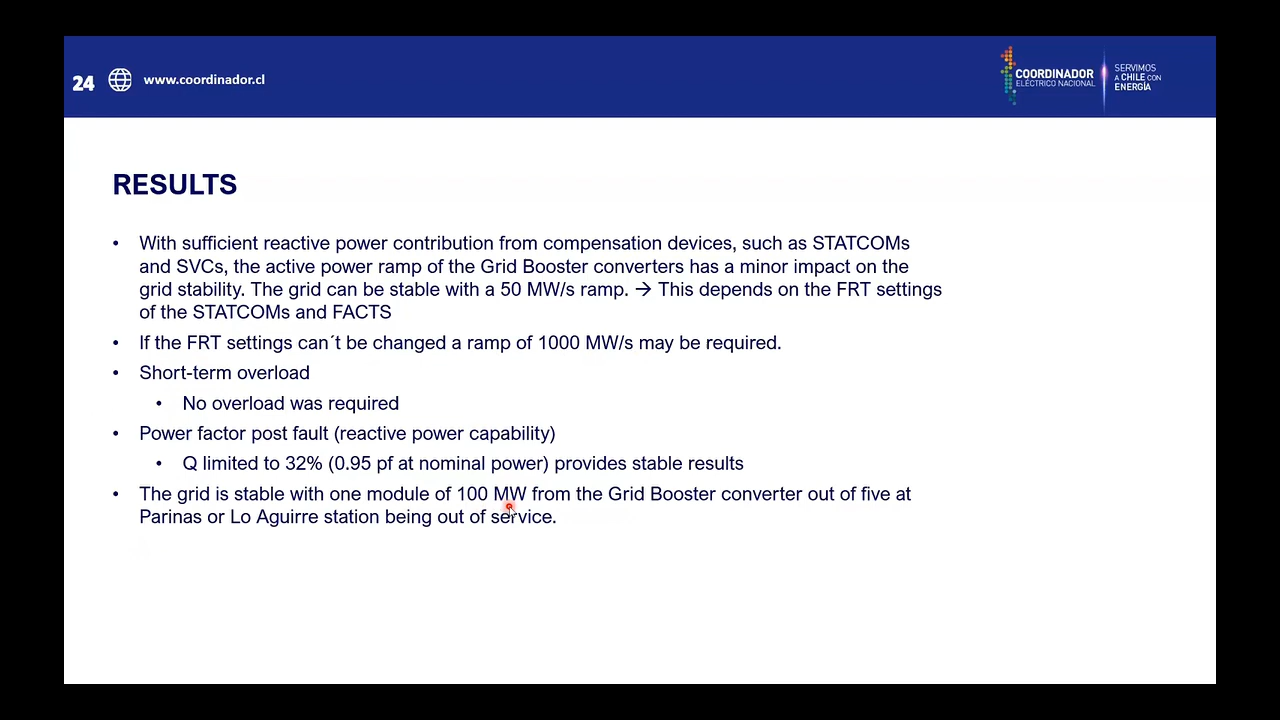 24
www.coordinador.cl
COORDINADOR
ELÉCTRICO NACIONAL
SERVIMOS
A CHILE CON
ENERGÍA
RESULTS
• With sufficient reactive power contribution from compensation devices, such as STATCOMs
and SVCs, the active power ramp of the Grid Booster converters has a minor impact on the
grid stability. The grid can be stable with a 50 MW/s ramp. → This depends on the FRT settings
of the STATCOMs and FACTS
• If the FRT settings can´t be changed a ramp of 1000 MW/s may be required.
• Short-term overload
• No overload was required
• Power factor post fault (reactive power capability)
• Q limited to 32% (0.95 pf at nominal power) provides stable results
• The grid is stable with one module of 100 MW from the Grid Booster converter out of five at
Parinas or Lo Aguirre station being out of service.